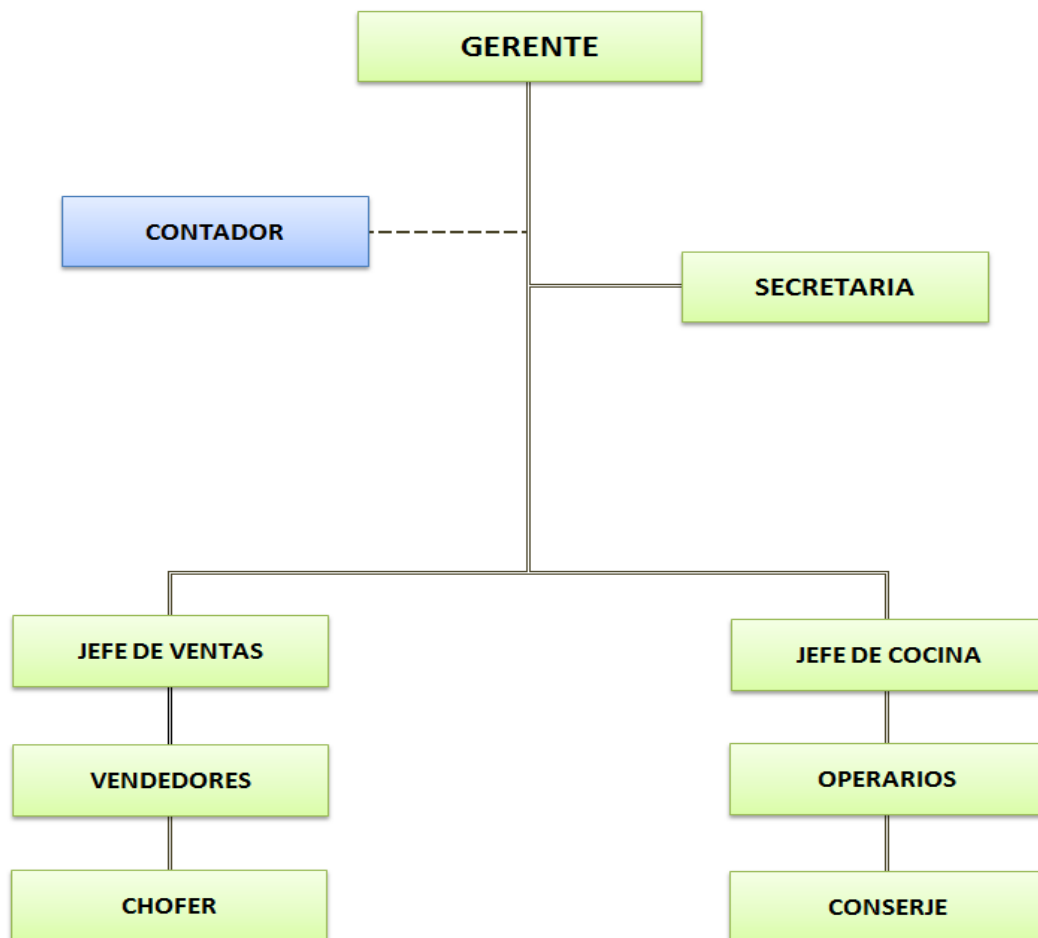 GERENTE
CONTADOR
SECRETARIA
JEFE DE VENTAS
JEFE DE COCINA
VENDEDORES
OPERARIOS
CHOFER
CONSERJE